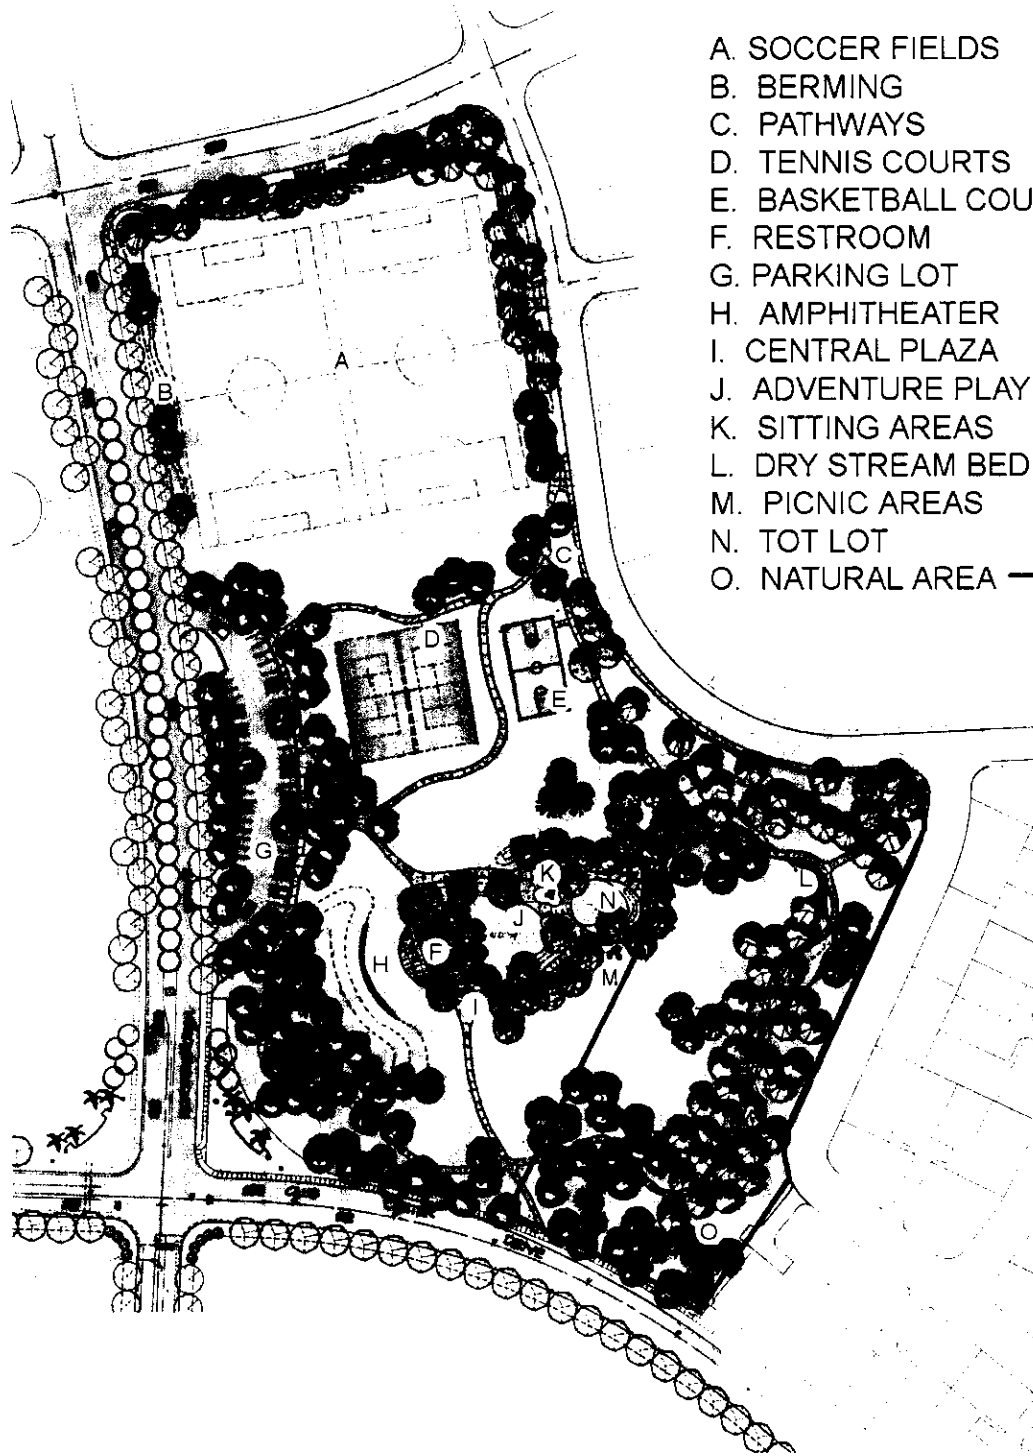 A. SOCCER FIELDS
B. BERMING
C. PATHWAYS
D. TENNIS COURTS
E. BASKETBALL COU
F. RESTROOM
G. PARKING LOT
H. AMPHITHEATER
I. CENTRAL PLAZA
J. ADVENTURE PLAY
K. SITTING AREAS
L. DRY STREAM BED
M. PICNIC AREAS
N. TOT LOT
O. NATURAL AREA
A
B
C
D
E
G
K
L
N
J
F
H
M
I
O